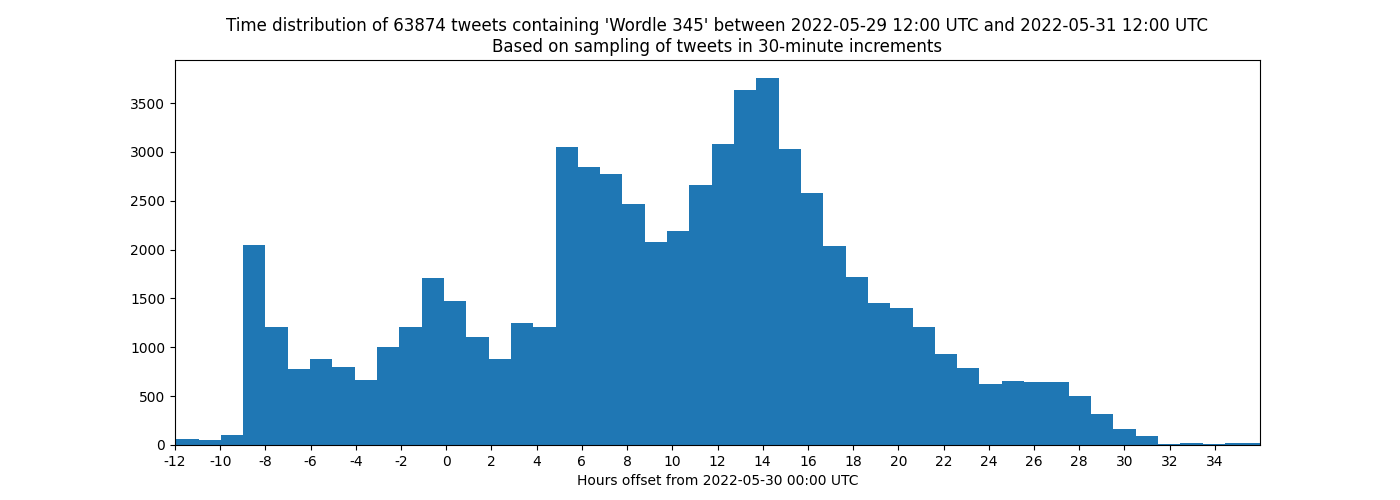 Time distribution of 63874 tweets containing 'Wordle 345' between 2022-05-29 12:00 UTC and 2022-05-31 12:00 UTC
Based on sampling of tweets in 30-minute increments
3500
3000
2500
2000
1500
1000
500
0
-12 -10 -8 -6 -4 -2 0 2 4 6 8 10 12 14 16 18 20 22 24 26 28 30 32 34
Hours offset from 2022-05-30 00:00 UTC